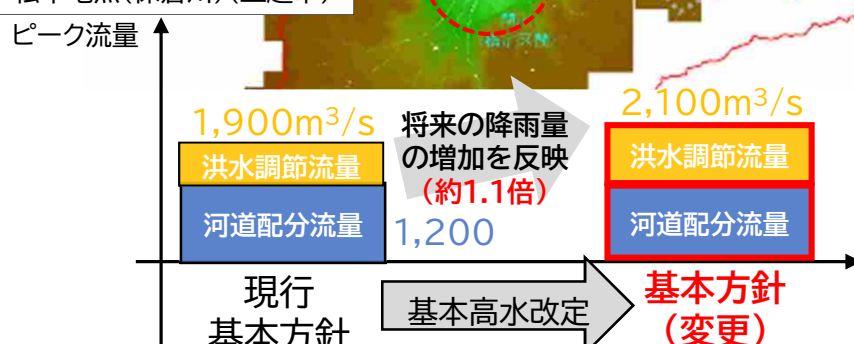 ピーク流量
1,900m³/s
将来の降雨量
の増加を反映
(約1.1倍)
2,100m³/s
洪水調節流量
洪水調節流量
河道配分流量
1,200
河道配分流量
現行
基本方針
基本高水改定
基本方針
(変更)